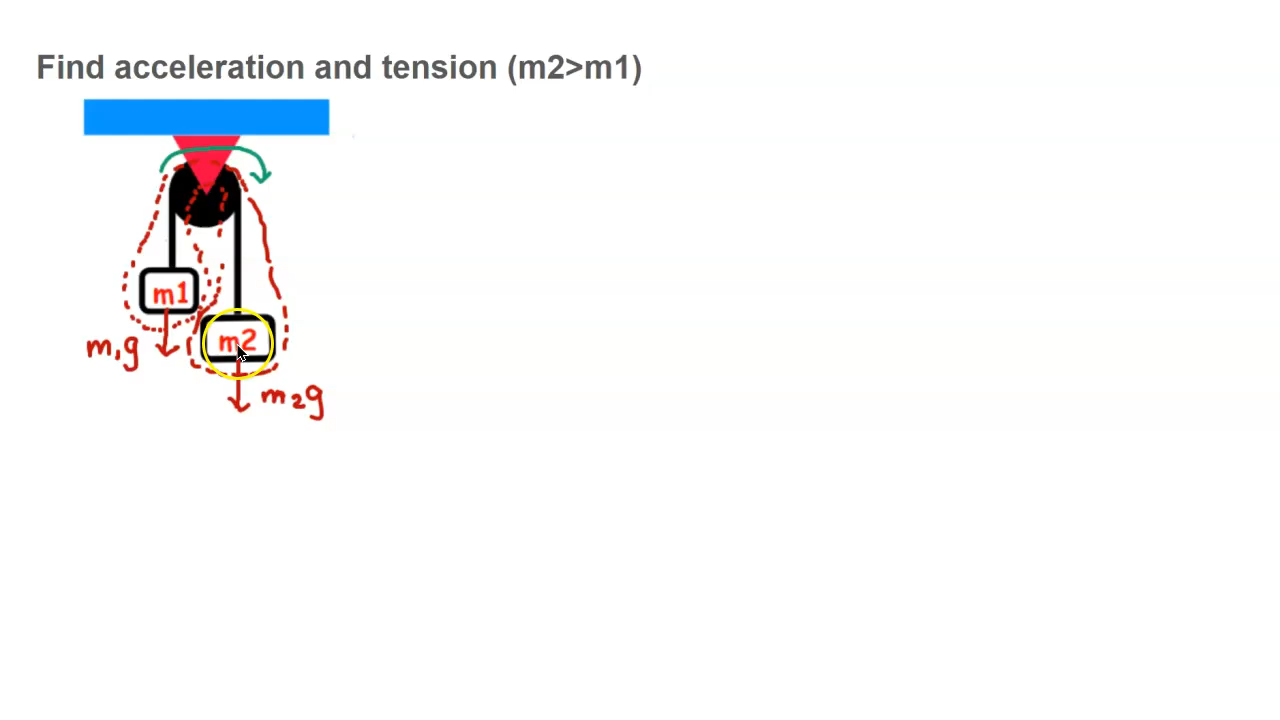 Find acceleration and tension (m2>m1)
m1
m2
m₁g
m₂g